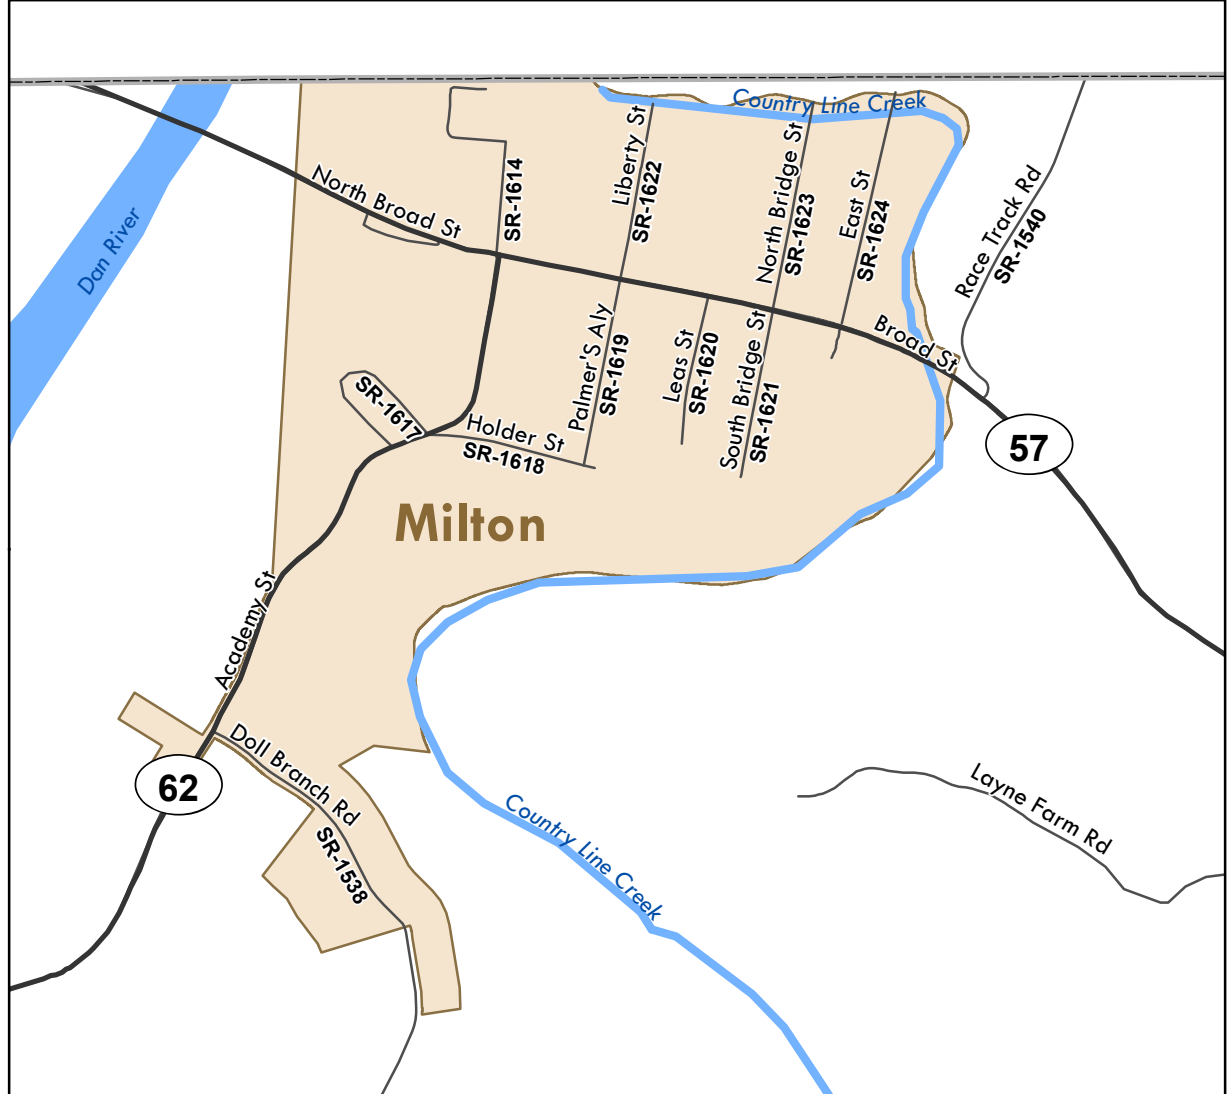 Country Line Creek
Dan River
North Broad St
SR-1614
Liberty St
SR-1622
North Bridge St
SR-1623
East St
SR-1624
Race Track Rd
SR-1540
Broad St
57
Palmer'S Aly
SR-1619
Leas St
SR-1620
South Bridge St
SR-1621
SR-1617
Holder St
SR-1618
Milton
Academy St
62
Doll Branch Rd
SR-1538
Country Line Creek
Layne Farm Rd